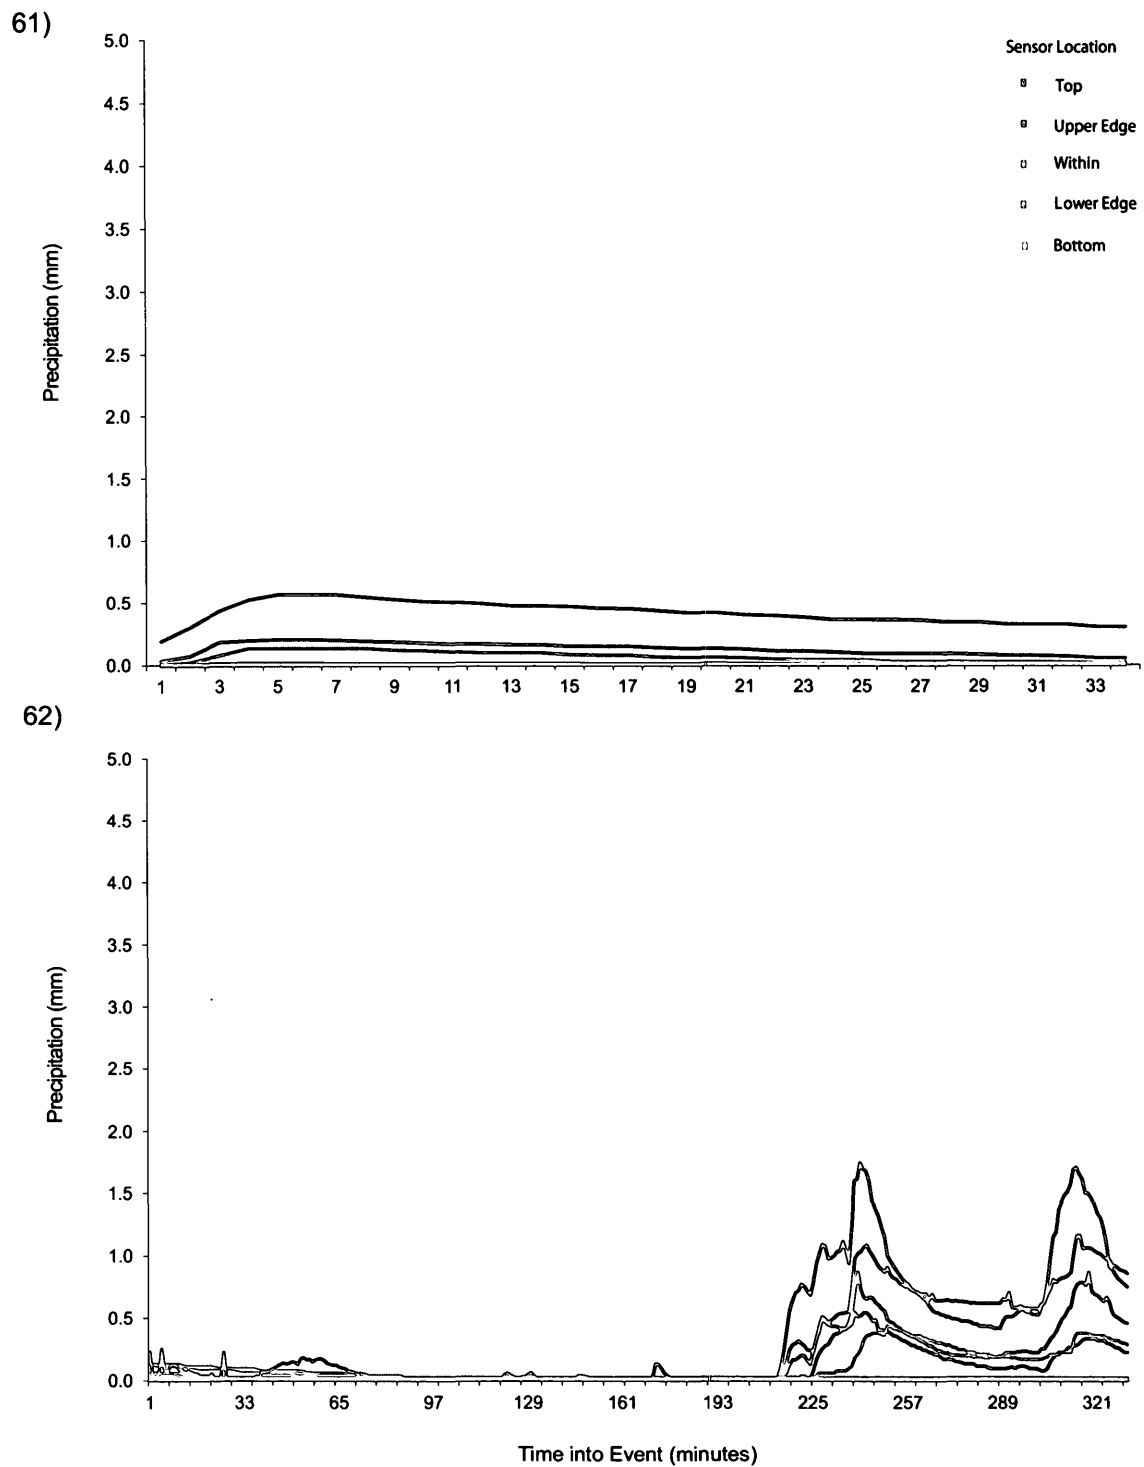 61)
5.0
4.5
4.0
3.5
3.0
2.5
2.0
1.5
1.0
0.5
0.0
Precipitation (mm)
Sensor Location
Top
Upper Edge
Within
Lower Edge
Bottom
1 3 5 7 9 11 13 15 17 19 21 23 25 27 29 31 33
62)
5.0
4.5
4.0
3.5
3.0
2.5
2.0
1.5
1.0
0.5
0.0
Precipitation (mm)
1 33 65 97 129 161 193 225 257 289 321
Time into Event (minutes)